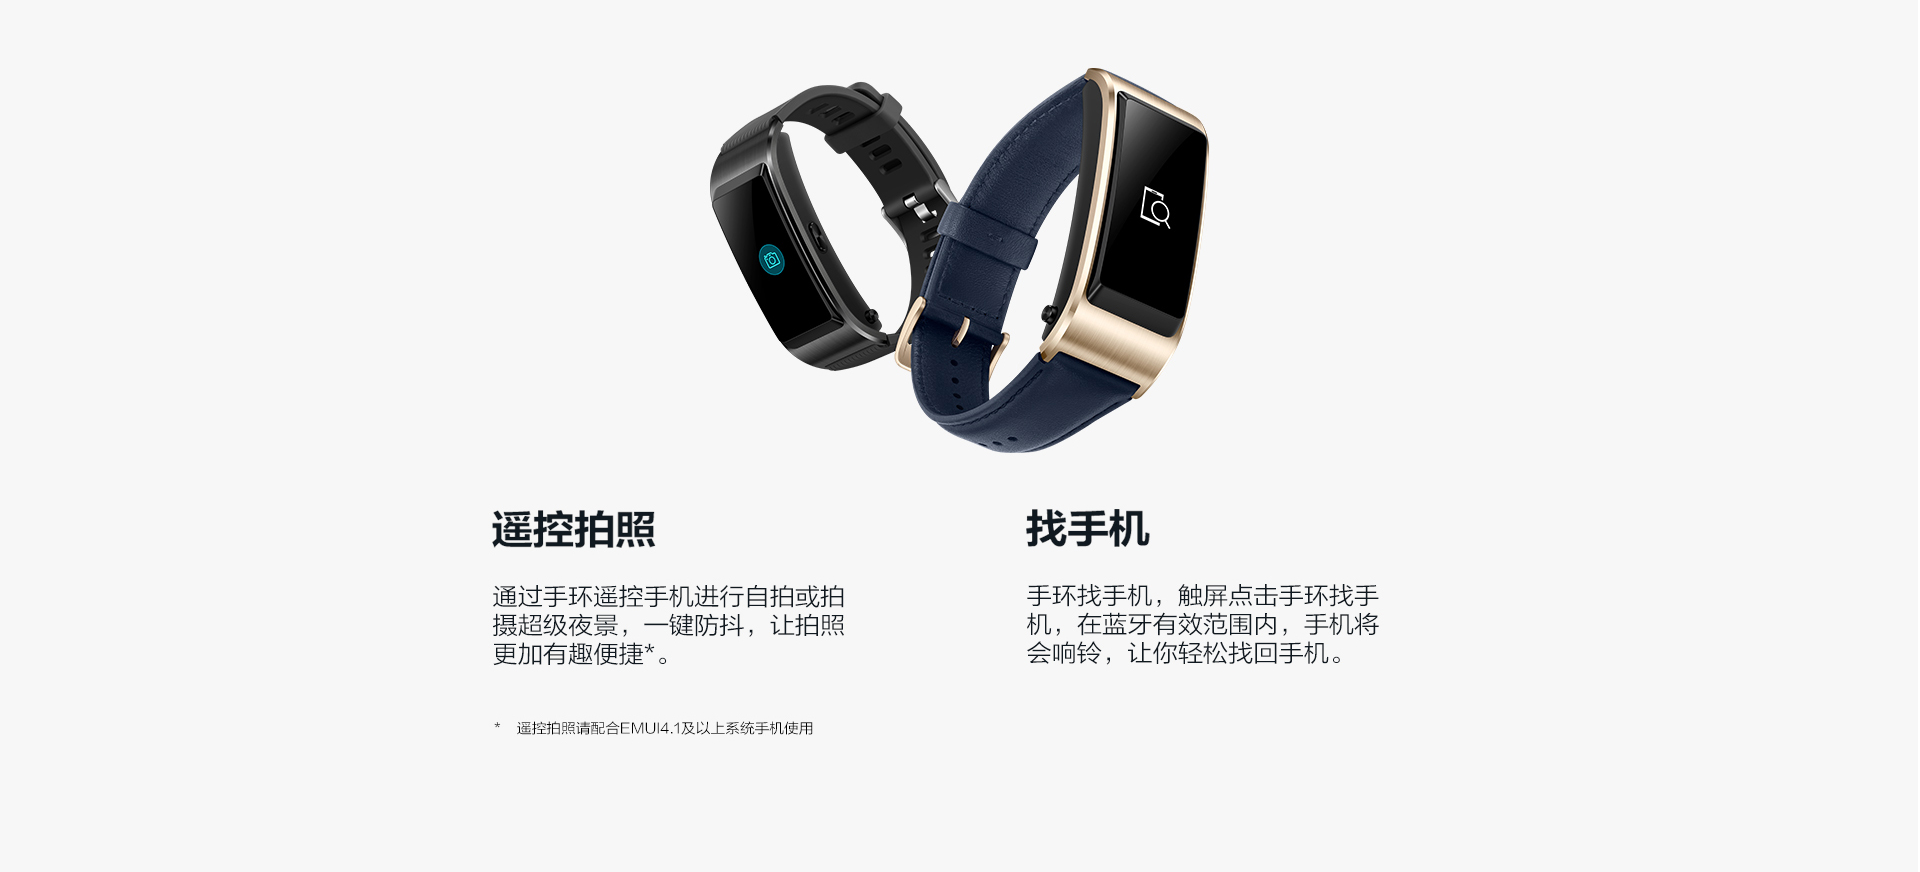 遥控拍照
通过手环遥控手机进行自拍或拍
摄超级夜景，一键防抖，让拍照
更加有趣便捷*。
* 遥控拍照请配合EMUI4.1及以上系统手机使用
找手机
手环找手机，触屏点击手环找手
机，在蓝牙有效范围内，手机将
会响铃，让你轻松找回手机。